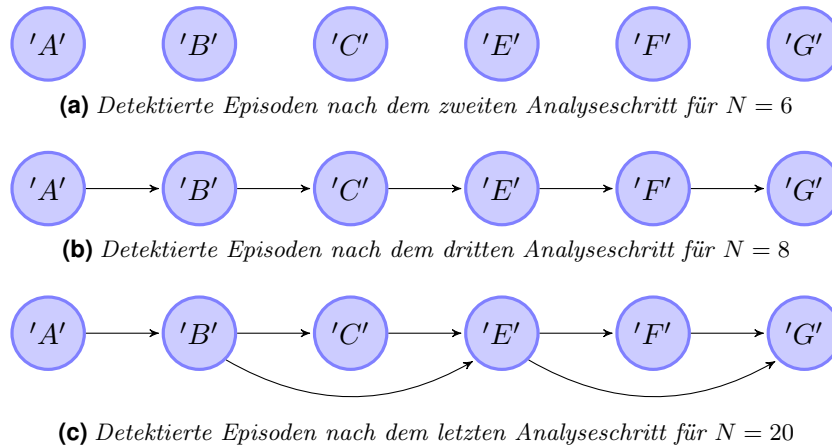 'A' 'B' 'C' 'E' 'F' 'G'
(a) Detektierte Episoden nach dem zweiten Analyseschritt für N = 6
'A' 'B' 'C' 'E' 'F' 'G'
(b) Detektierte Episoden nach dem dritten Analyseschritt für N = 8
'A' 'B' 'C' 'E' 'F' 'G'
(c) Detektierte Episoden nach dem letzten Analyseschritt für N = 20